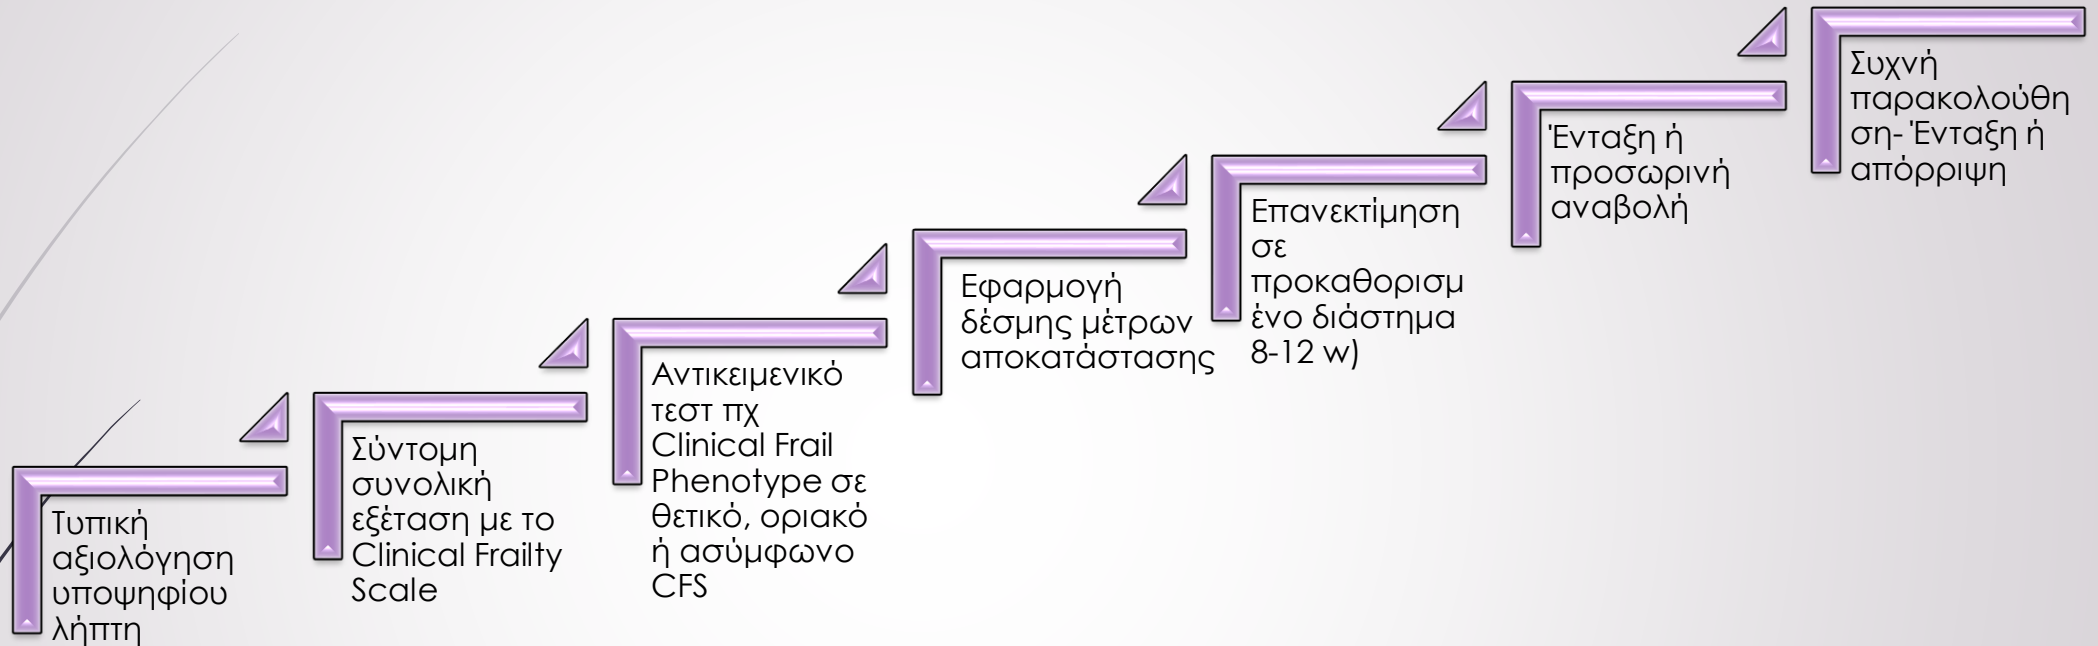 Τυπική
αξιολόγηση
υποψηφίου
λήπτη
Σύντομη
συνολική
εξέταση με το
Clinical Frailty
Scale
Αντικειμενικό
τεστ πχ
Clinical Frail
Phenotype σε
θετικό, οριακό
ή ασύμφωνο
CFS
Εφαρμογή
δέσμης μέτρων
αποκατάστασης
Επανεκτίμηση
σε
προκαθορισμ
ένο διάστημα
8-12 w)
Ένταξη ή
προσωρινή
αναβολή
Συχνή
παρακολούθη
ση- Ένταξη ή
απόρριψη